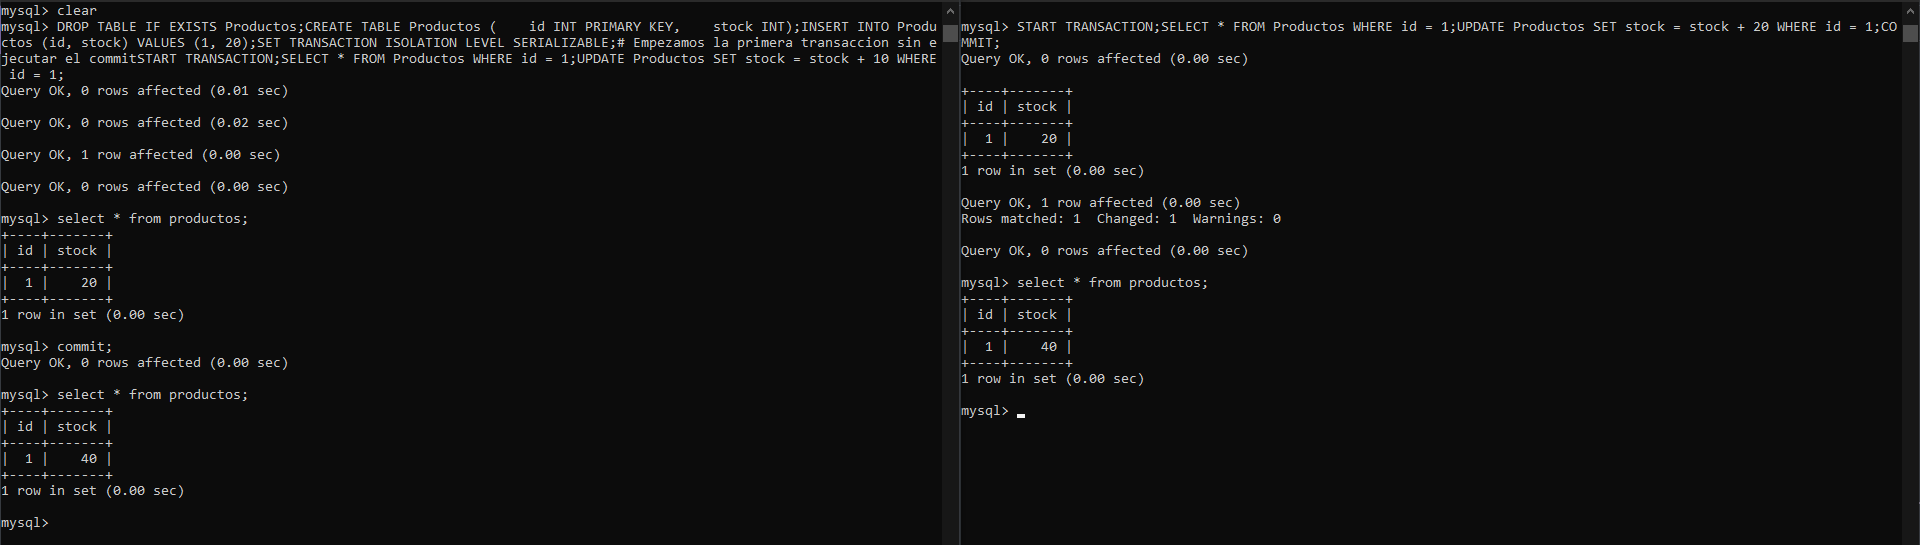 mysql> clear
mysql> DROP TABLE IF EXISTS Productos;CREATE TABLE Productos (    id INT PRIMARY KEY,    stock INT);INSERT INTO Produ
ctos (id, stock) VALUES (1, 20);SET TRANSACTION ISOLATION LEVEL SERIALIZABLE;# Empezamos la primera transaccion sin e
jecutar el commitSTART TRANSACTION;SELECT * FROM Productos WHERE id = 1;UPDATE Productos SET stock = stock + 10 WHERE
 id = 1;
Query OK, 0 rows affected (0.01 sec)

Query OK, 0 rows affected (0.02 sec)

Query OK, 1 row affected (0.00 sec)

Query OK, 0 rows affected (0.00 sec)

mysql> select * from productos;
+----+-------+
| id | stock |
+----+-------+
|  1 |    20 |
+----+-------+
1 row in set (0.00 sec)

mysql> commit;
Query OK, 0 rows affected (0.00 sec)

mysql> select * from productos;
+----+-------+
| id | stock |
+----+-------+
|  1 |    40 |
+----+-------+
1 row in set (0.00 sec)

mysql>
mysql> START TRANSACTION;SELECT * FROM Productos WHERE id = 1;UPDATE Productos SET stock = stock + 20 WHERE id = 1;CO
MMIT;
Query OK, 0 rows affected (0.00 sec)

+----+-------+
| id | stock |
+----+-------+
|  1 |    20 |
+----+-------+
1 row in set (0.00 sec)

Query OK, 1 row affected (0.00 sec)
Rows matched: 1  Changed: 1  Warnings: 0

Query OK, 0 rows affected (0.00 sec)

mysql> select * from productos;
+----+-------+
| id | stock |
+----+-------+
|  1 |    40 |
+----+-------+
1 row in set (0.00 sec)

mysql>